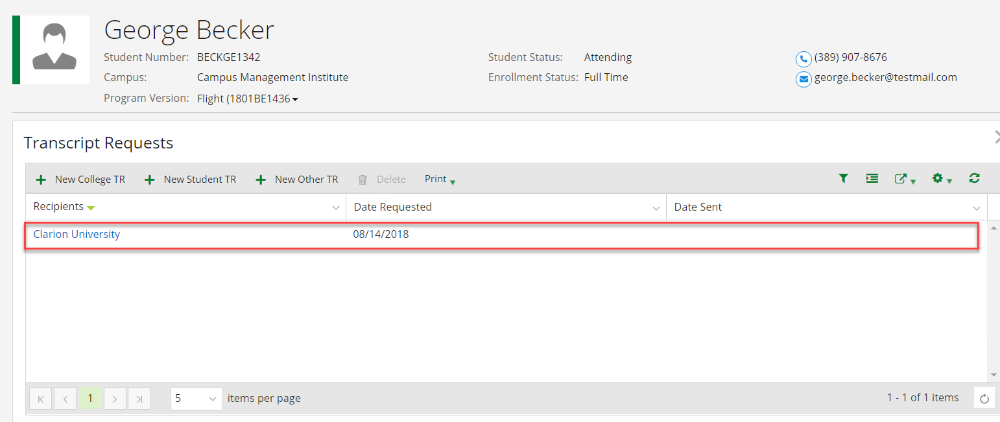 George Becker
Student Number: BECKGE1342 Student Status: Attending (389) 907-8676
Campus: Campus Management Institute Enrollment Status: Full Time george.becker@testmail.com
Program Version: Flight (1801BE1436
Transcript Requests
New College TR New Student TR New Other TR Delete Print
Recipients Date Requested Date Sent
Clarion University 08/14/2018
1 5 items per page 1 - 1 of 1 items